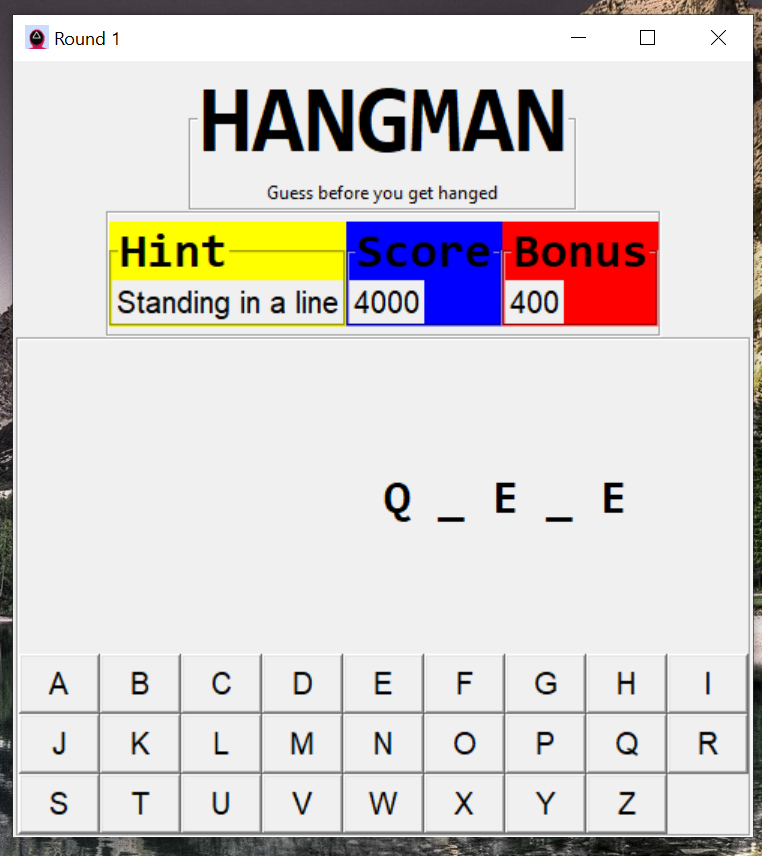 Round 1
HANGMAN
Guess before you get hanged
Hint Score Bonus
Standing in a line 4000 400
Q _ E _ E
A B C D E F G H I
J K L M N O P Q R
S T U V W X Y Z